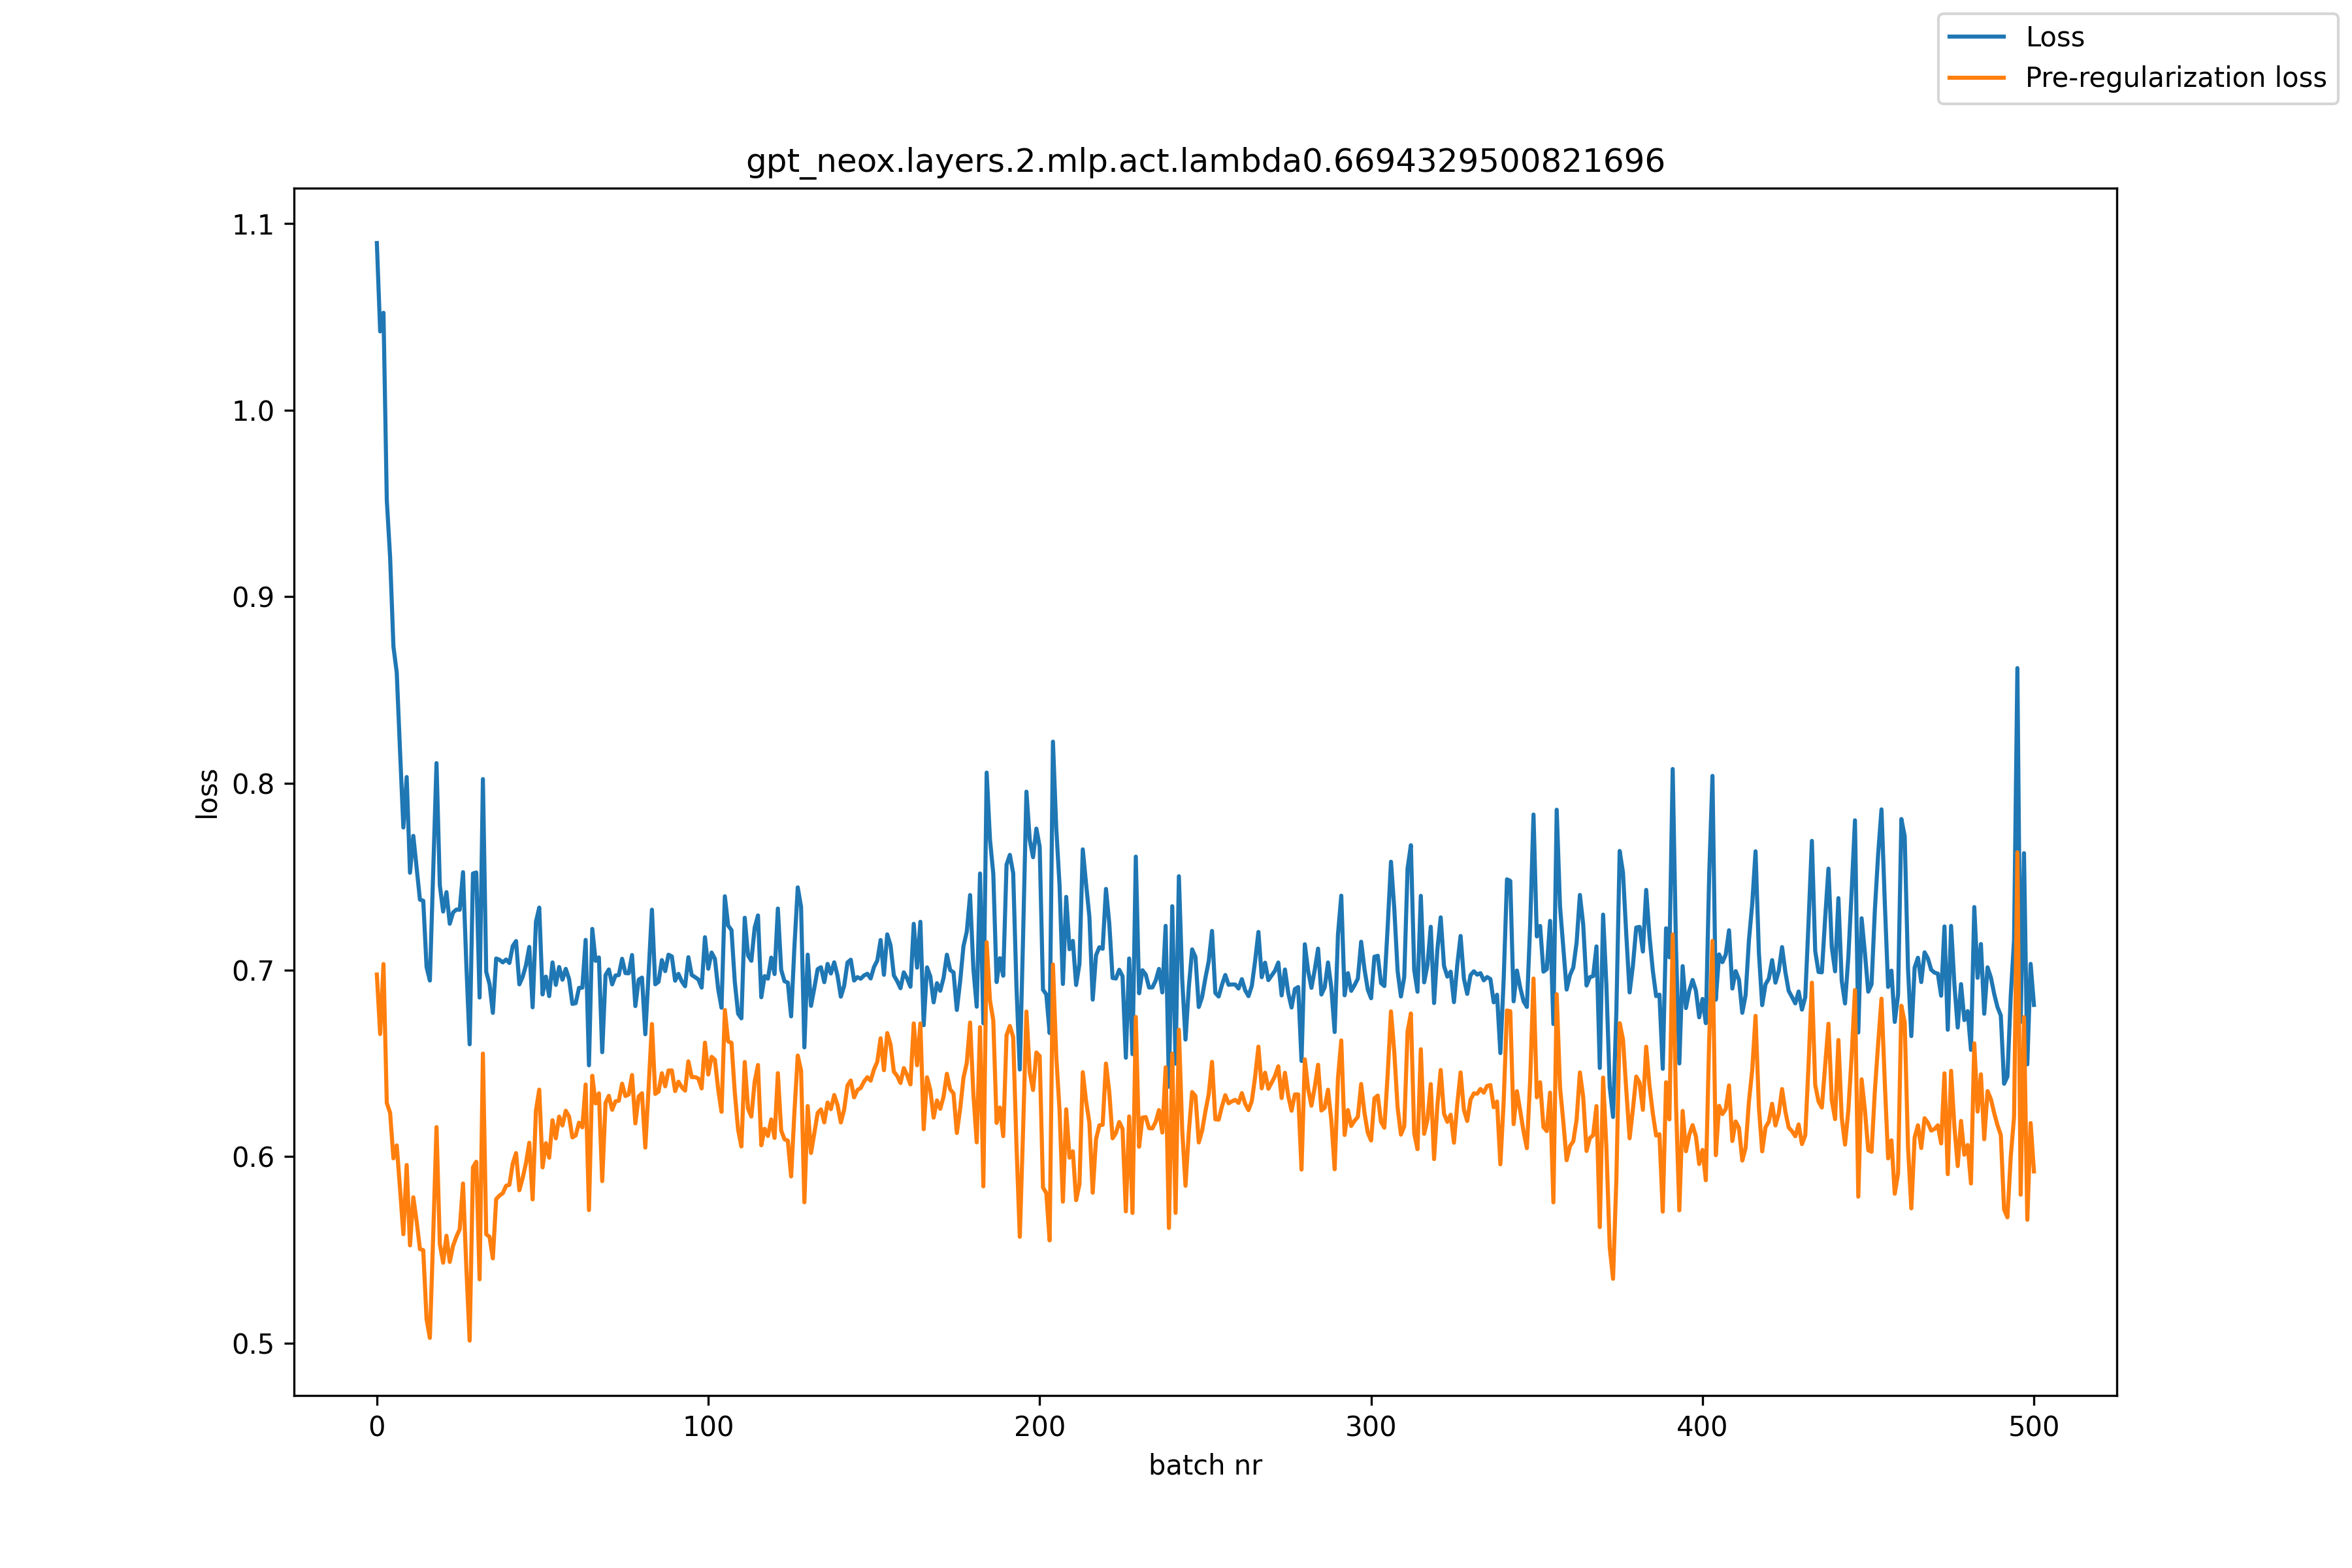 Loss
Pre-regularization loss
gpt_neox.layers.2.mlp.act.lambda0.6694329500821696
1.1
1.0
0.9
0.8
0.7
0.6
0.5
loss
0 100 200 300 400 500
batch nr